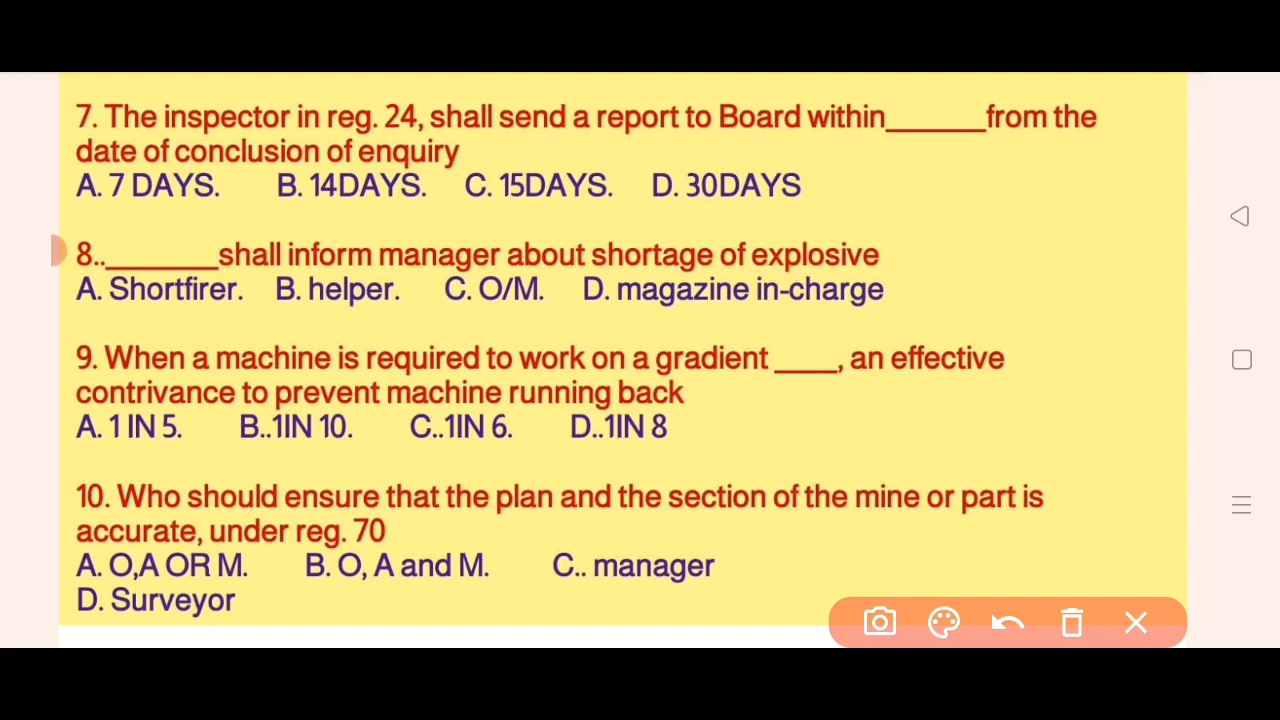 7. The inspector in reg. 24, shall send a report to Board within_______from the
date of conclusion of enquiry
A. 7 DAYS. B. 14DAYS. C. 15DAYS. D. 30DAYS
8..________shall inform manager about shortage of explosive
A. Shortfirer. B. helper. C. O/M. D. magazine in-charge
9. When a machine is required to work on a gradient ____, an effective
contrivance to prevent machine running back
A. 1 IN 5. B..1IN 10. C..1IN 6. D..1IN 8
10. Who should ensure that the plan and the section of the mine or part is
accurate, under reg. 70
A. O,A OR M. B. O, A and M. C.. manager
D. Surveyor